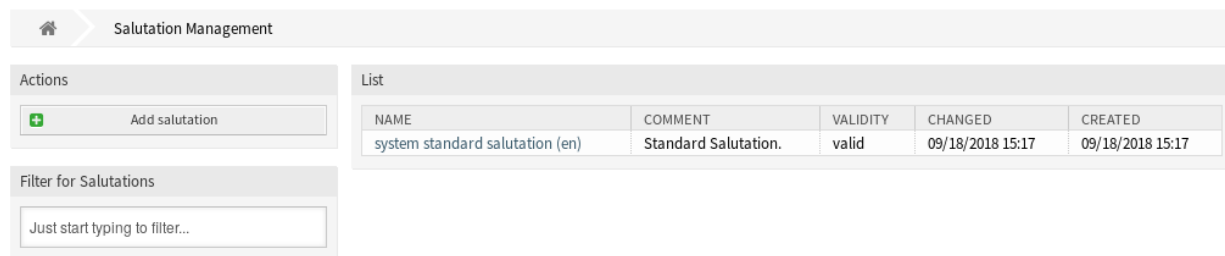 Salutation Management
Actions
Add salutation
Filter for Salutations
Just start typing to filter...
List
NAME COMMENT VALIDITY CHANGED CREATED
system standard salutation (en) Standard Salutation. valid 09/18/2018 15:17 09/18/2018 15:17